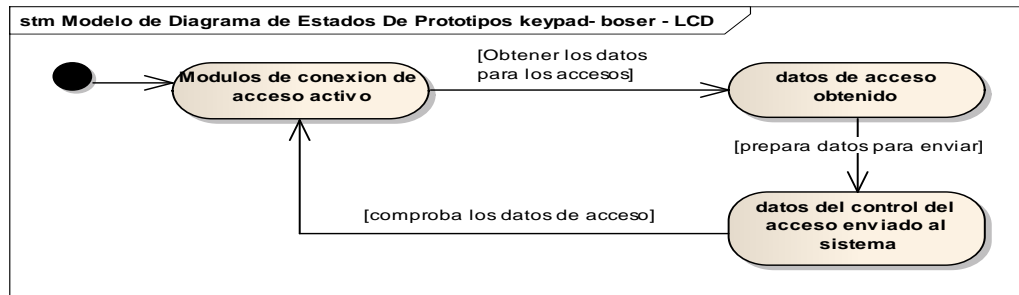 stm Modelo de Diagrama de Estados De Prototipos keypad- boser - LCD
Modulos de conexion de
acceso activo
[Obtener los datos
para los accesos]
datos de acceso
obtenido
[prepara datos para enviar]
datos del control del
acceso enviado al
sistema
[comproba los datos de acceso]